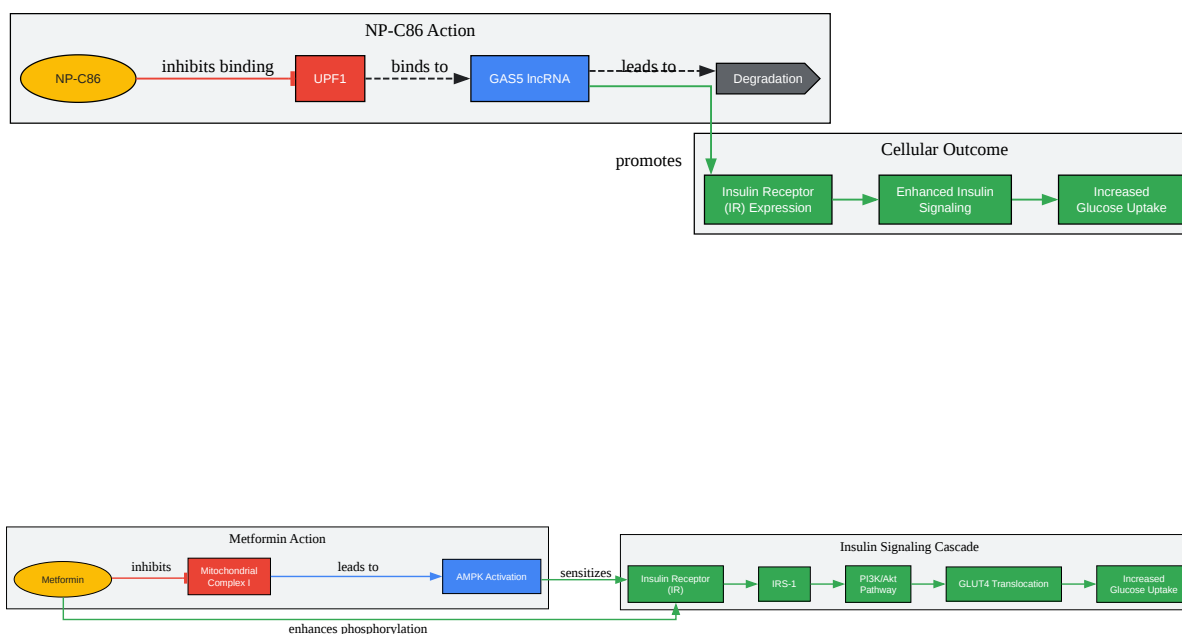 NP-C86 Action
NP-C86
inhibits binding
UPF1
binds to
GAS5 lncRNA
leads to
Degradation
promotes
Cellular Outcome
Insulin Receptor
(IR) Expression
Enhanced Insulin
Signaling
Increased
Glucose Uptake
Metformin Action
Metformin
inhibits
Mitochondrial
Complex I
leads to
AMPK Activation
sensitizes
enhances phosphorylation
Insulin Signaling Cascade
Insulin Receptor
(IR)
IRS-1
PI3K/Akt
Pathway
GLUT4 Translocation
Increased
Glucose Uptake